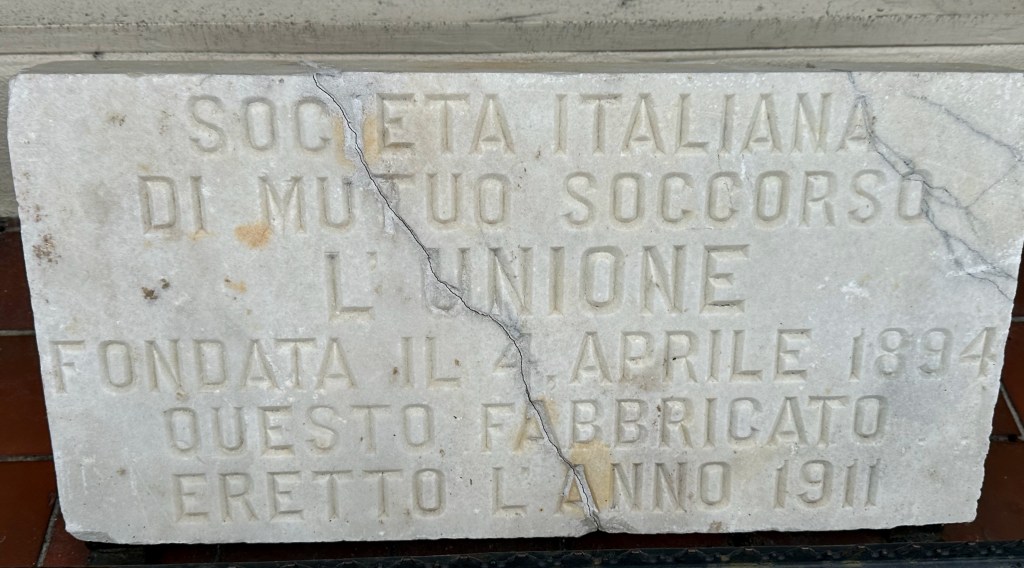 SOCIETA ITALIANA
DI MUTUO SOCCORSO
L'UNIONE
FONDATA IL 4, APRILE 1894
QUESTO FABBRICATO
ERETTO L'ANNO 1911